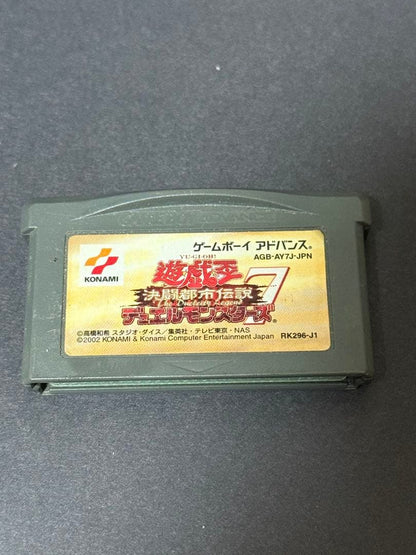 ゲームボーイ アドバンス®
AGB-AY7J-JPN
KONAMI
YU-GI-OH!
遊戯王
7
決闘都市伝説
The Duelcity Legend
デュエルモンスターズ®
©高橋和希 スタジオ・ダイス/集英社・テレビ東京・NAS
©2002 KONAMI & Konami Computer Entertainment Japan RK296-J1